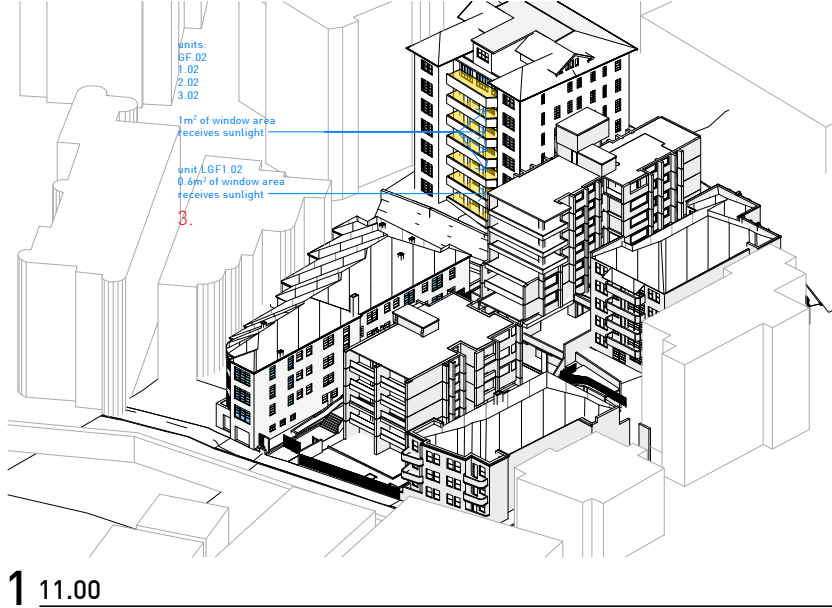 units:
GF.02
1.02
2.02
3.02
1m² of window area
receives sunlight
unit LGF1.02
0.6m² of window area
receives sunlight
3.
1 11.00